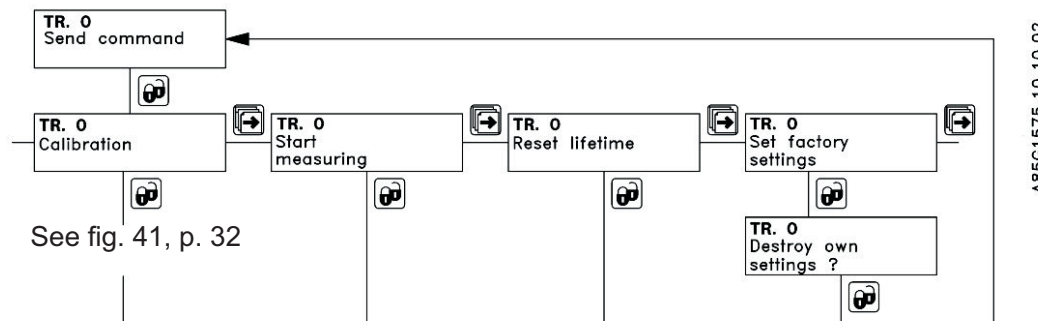 TR. 0
Send command
TR. 0
Calibration
TR. 0
Start
measuring
TR. 0
Reset lifetime
TR. 0
Set factory
settings
See fig. 41, p. 32
TR. 0
Destroy own
settings ?